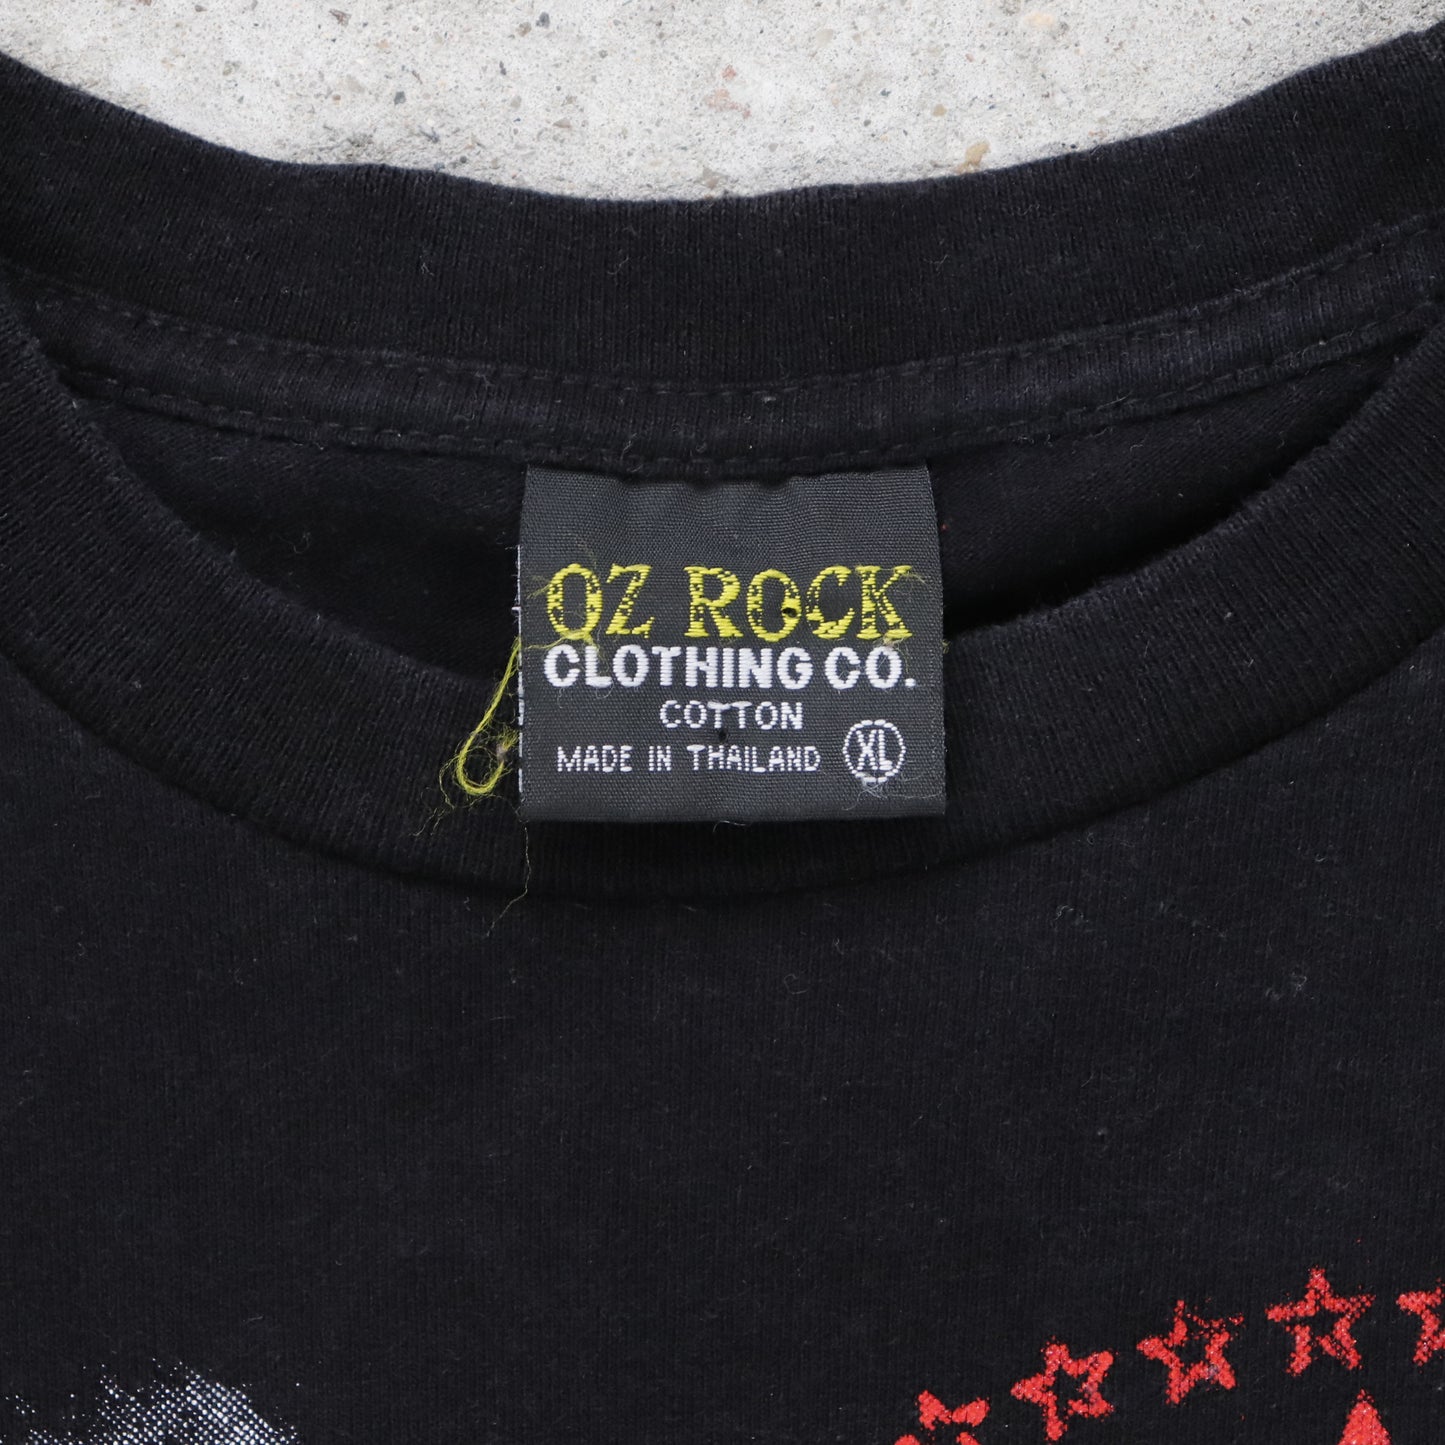 OZ ROCK
CLOTHING CO.
COTTON
MADE IN THAILAND XL